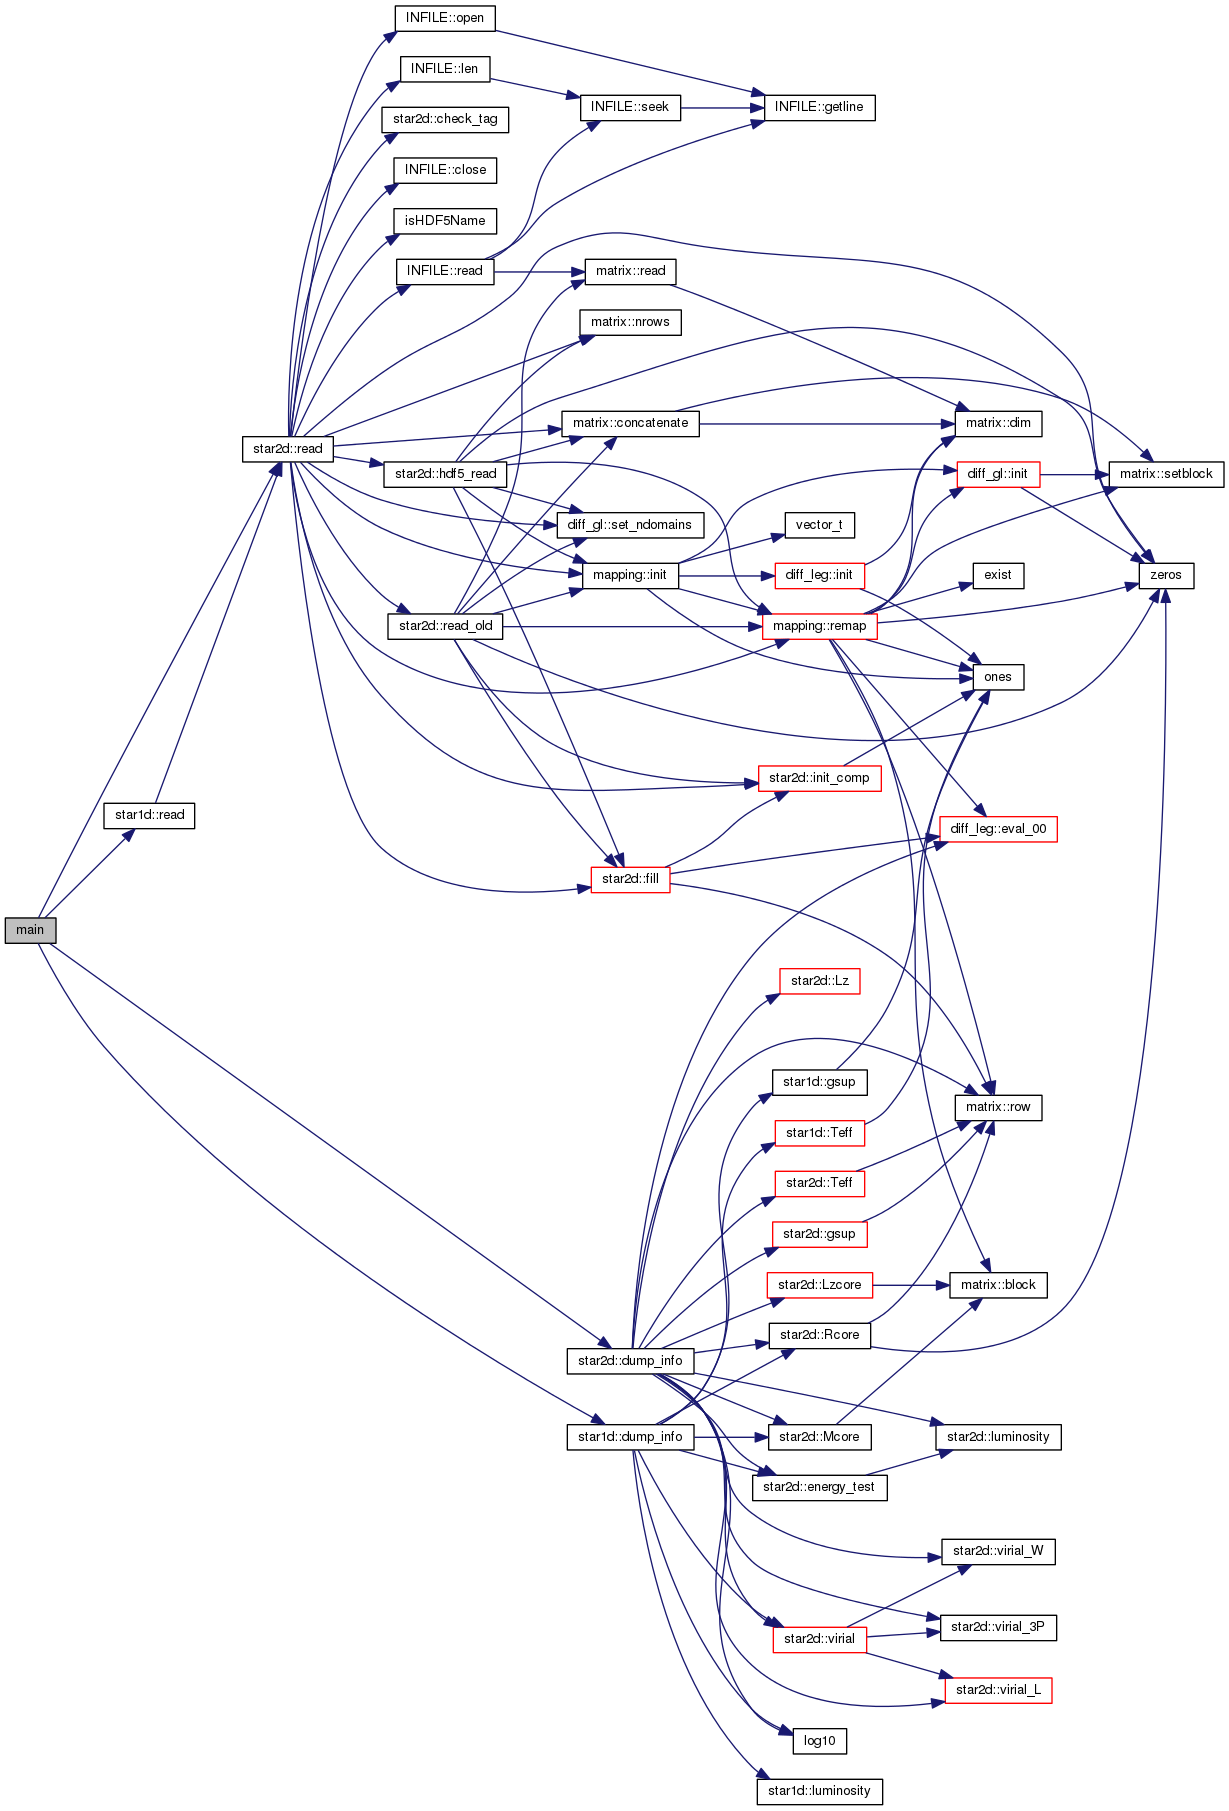 INFILE::open
INFILE::len
INFILE::seek
INFILE::getline
star2d::check_tag
INFILE::close
isHDF5Name
INFILE::read
matrix::read
matrix::nrows
matrix::concatenate
matrix::dim
star2d::read
star2d::hdf5_read
diff_gl::init
matrix::setblock
diff_gl::set_ndomains
vector_t
mapping::init
diff_leg::init
exist
zeros
star2d::read_old
mapping::remap
ones
star2d::init_comp
star1d::read
diff_leg::eval_00
star2d::fill
main
star2d::Lz
star1d::gsup
matrix::row
star1d::Teff
star2d::Teff
star2d::gsup
star2d::Lzcore
matrix::block
star2d::Rcore
star2d::dump_info
star1d::dump_info
star2d::Mcore
star2d::luminosity
star2d::energy_test
star2d::virial_W
star2d::virial_3P
star2d::virial
star2d::virial_L
log10
star1d::luminosity